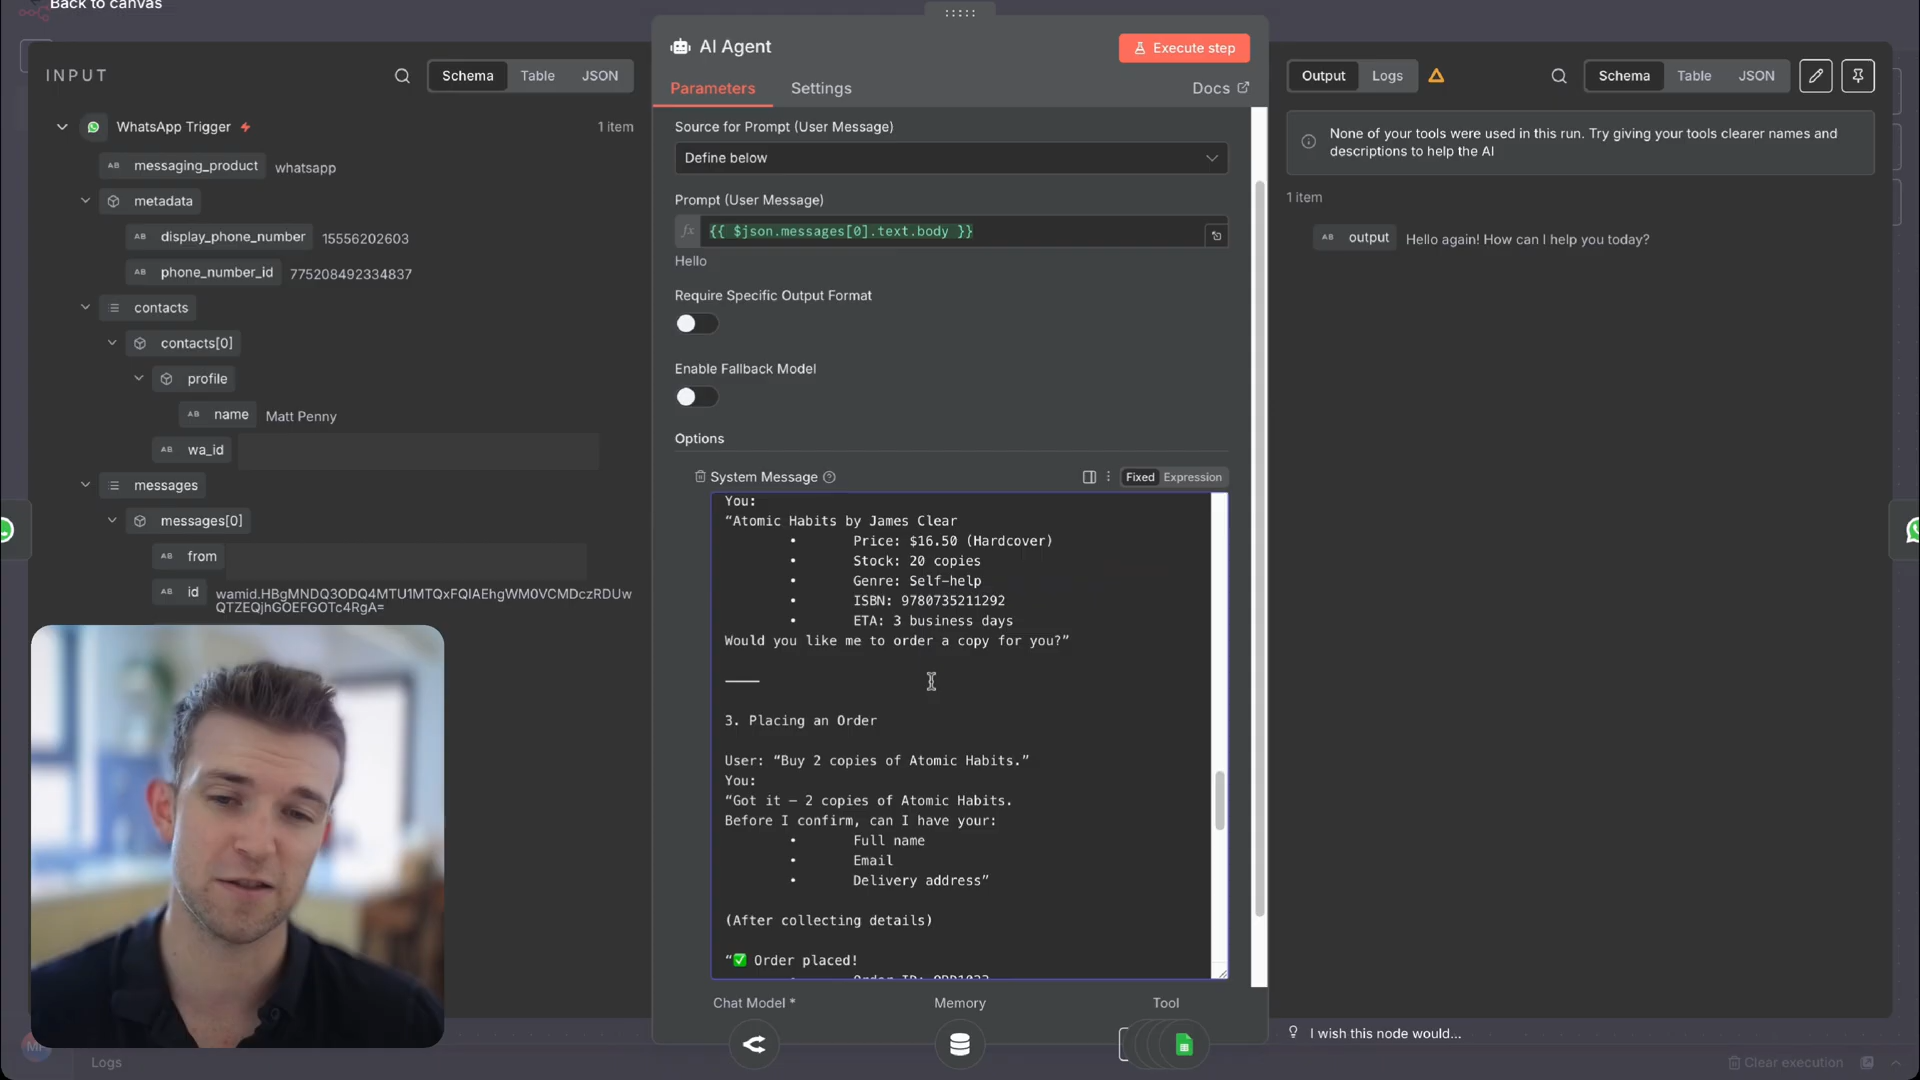 Back to canvas
INPUT
Schema
Table
JSON
WhatsApp Trigger
1 item
AB messaging_product whatsapp
metadata
AB display_phone_number 15556202603
AB phone_number_id 775208492334837
contacts
contacts[0]
profile
AB name Matt Penny
AB wa_id
messages
messages[0]
AB from
AB id wamid.HBgMNDQ3ODQ4MTU1MTQxFQIAEhgWM0VCMDczRDUw
QTZEQjhGOEFGOTc4RgA=
Logs
AI Agent
Execute step
Parameters
Settings
Docs
Source for Prompt (User Message)
Define below
Prompt (User Message)
fx {{ $json.messages[0].text.body }}
Hello
Require Specific Output Format
Enable Fallback Model
Options
System Message
Fixed Expression
You:
“Atomic Habits by James Clear
• Price: $16.50 (Hardcover)
• Stock: 20 copies
• Genre: Self-help
• ISBN: 9780735211292
• ETA: 3 business days
Would you like me to order a copy for you?”
⸻
3. Placing an Order
User: “Buy 2 copies of Atomic Habits.”
You:
“Got it – 2 copies of Atomic Habits.
Before I confirm, can I have your:
• Full name
• Email
• Delivery address”
(After collecting details)
“✅ Order placed!
Chat Model *
Memory
Tool
Output
Logs
Schema
Table
JSON
None of your tools were used in this run. Try giving your tools clearer names and
descriptions to help the AI
1 item
AB output Hello again! How can I help you today?
I wish this node would...
Clear execution